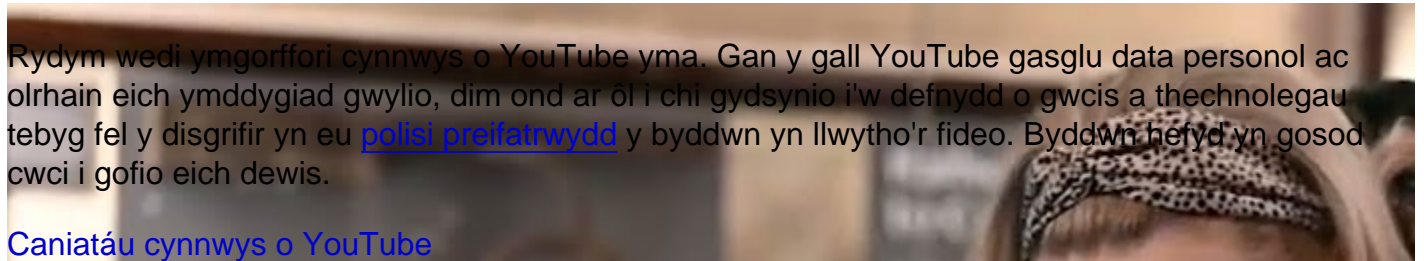 Rydym wedi ymgorffori cynnwys o YouTube yma. Gan y gall YouTube gasglu data personol ac
olrhain eich ymddygiad gwylio, dim ond ar ôl i chi gydsynio i'w defnydd o gwcis a thechnolegau
tebyg fel y disgrifir yn eu polisi preifatrwydd y byddwn yn llwytho'r fideo. Byddwn hefyd yn gosod
cwci i gofio eich dewis.
Caniatáu cynnwys o YouTube